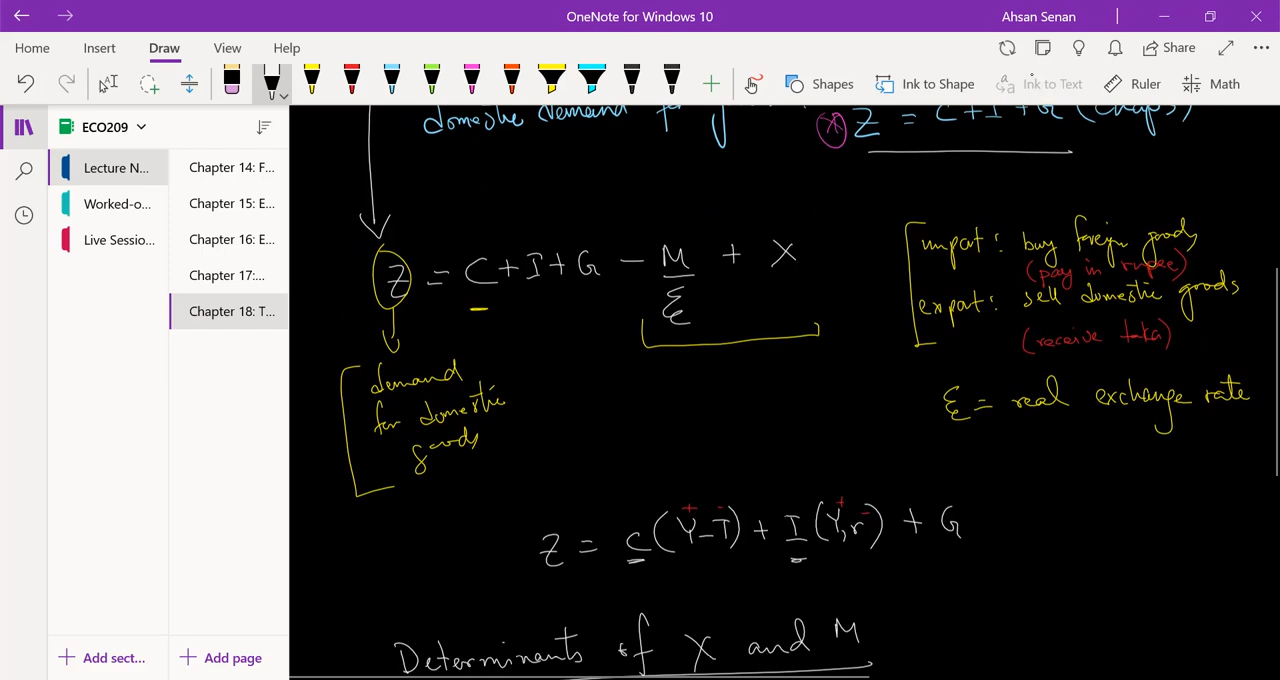 OneNote for Windows 10
Ahsan Senan
Home Insert Draw View Help
Share
Shapes Ink to Shape Ink to Text Ruler Math
ECO209
Lecture N...
Worked-o...
Live Sessio...
Chapter 14: F...
Chapter 15: E...
Chapter 16: E...
Chapter 17:...
Chapter 18: T...
Add sect...
Add page
domestic demand for
Z = C + I + G
Z = C + I + G − M/ε + X
demand
for domestic
goods
import: buy foreign goods
(pay in rupee)
export: sell domestic goods
(receive taka)
ε = real exchange rate
+ - + -
Z = C(Y−T) + I(Y,r) + G
Determinants of X and M